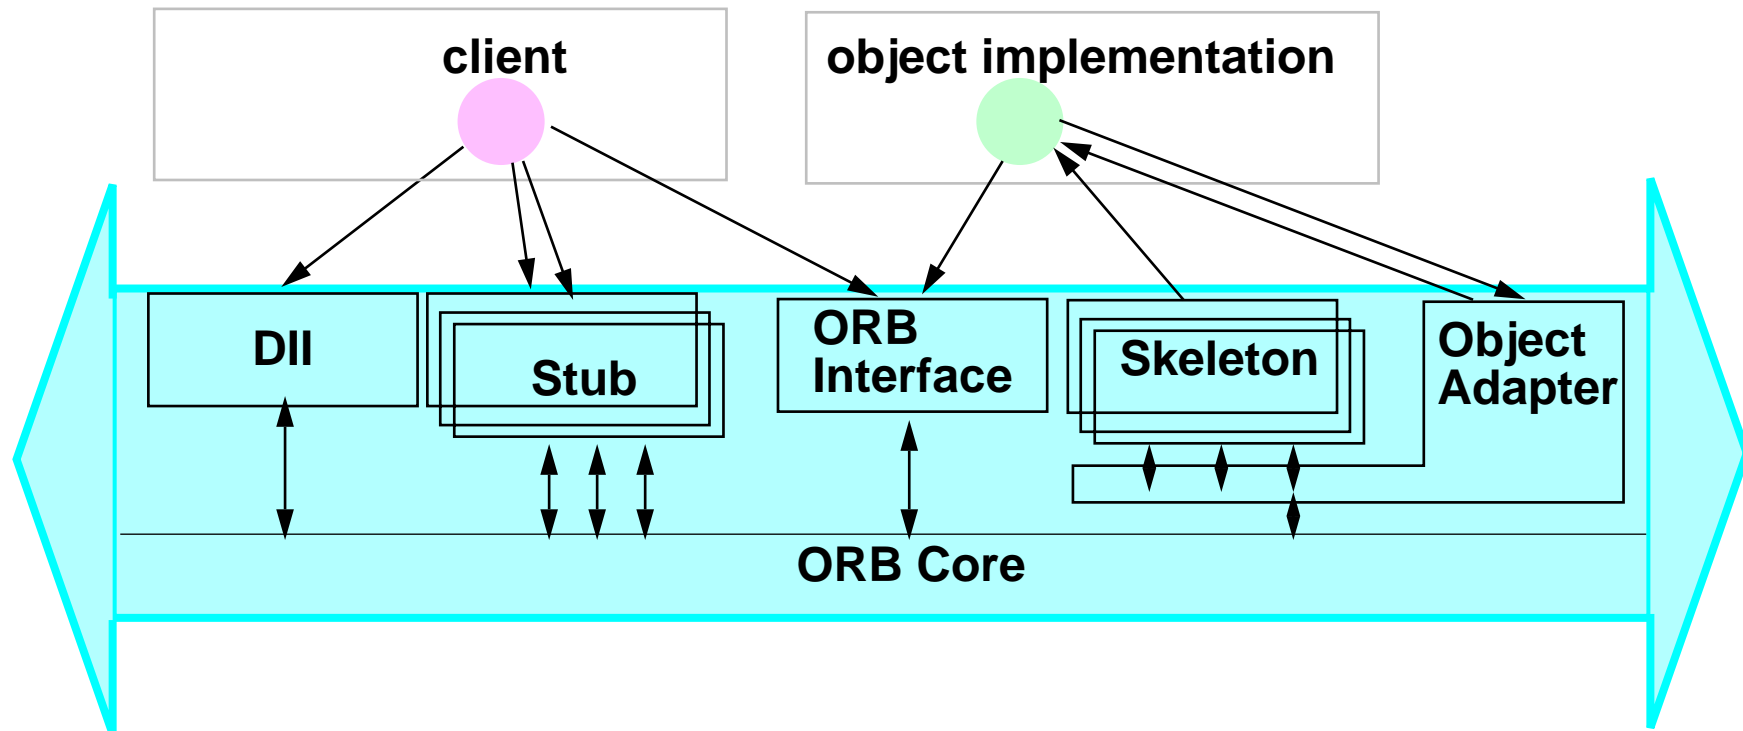 client
object implementation
DII
Stub
ORB
Interface
Skeleton
Object
Adapter
ORB Core